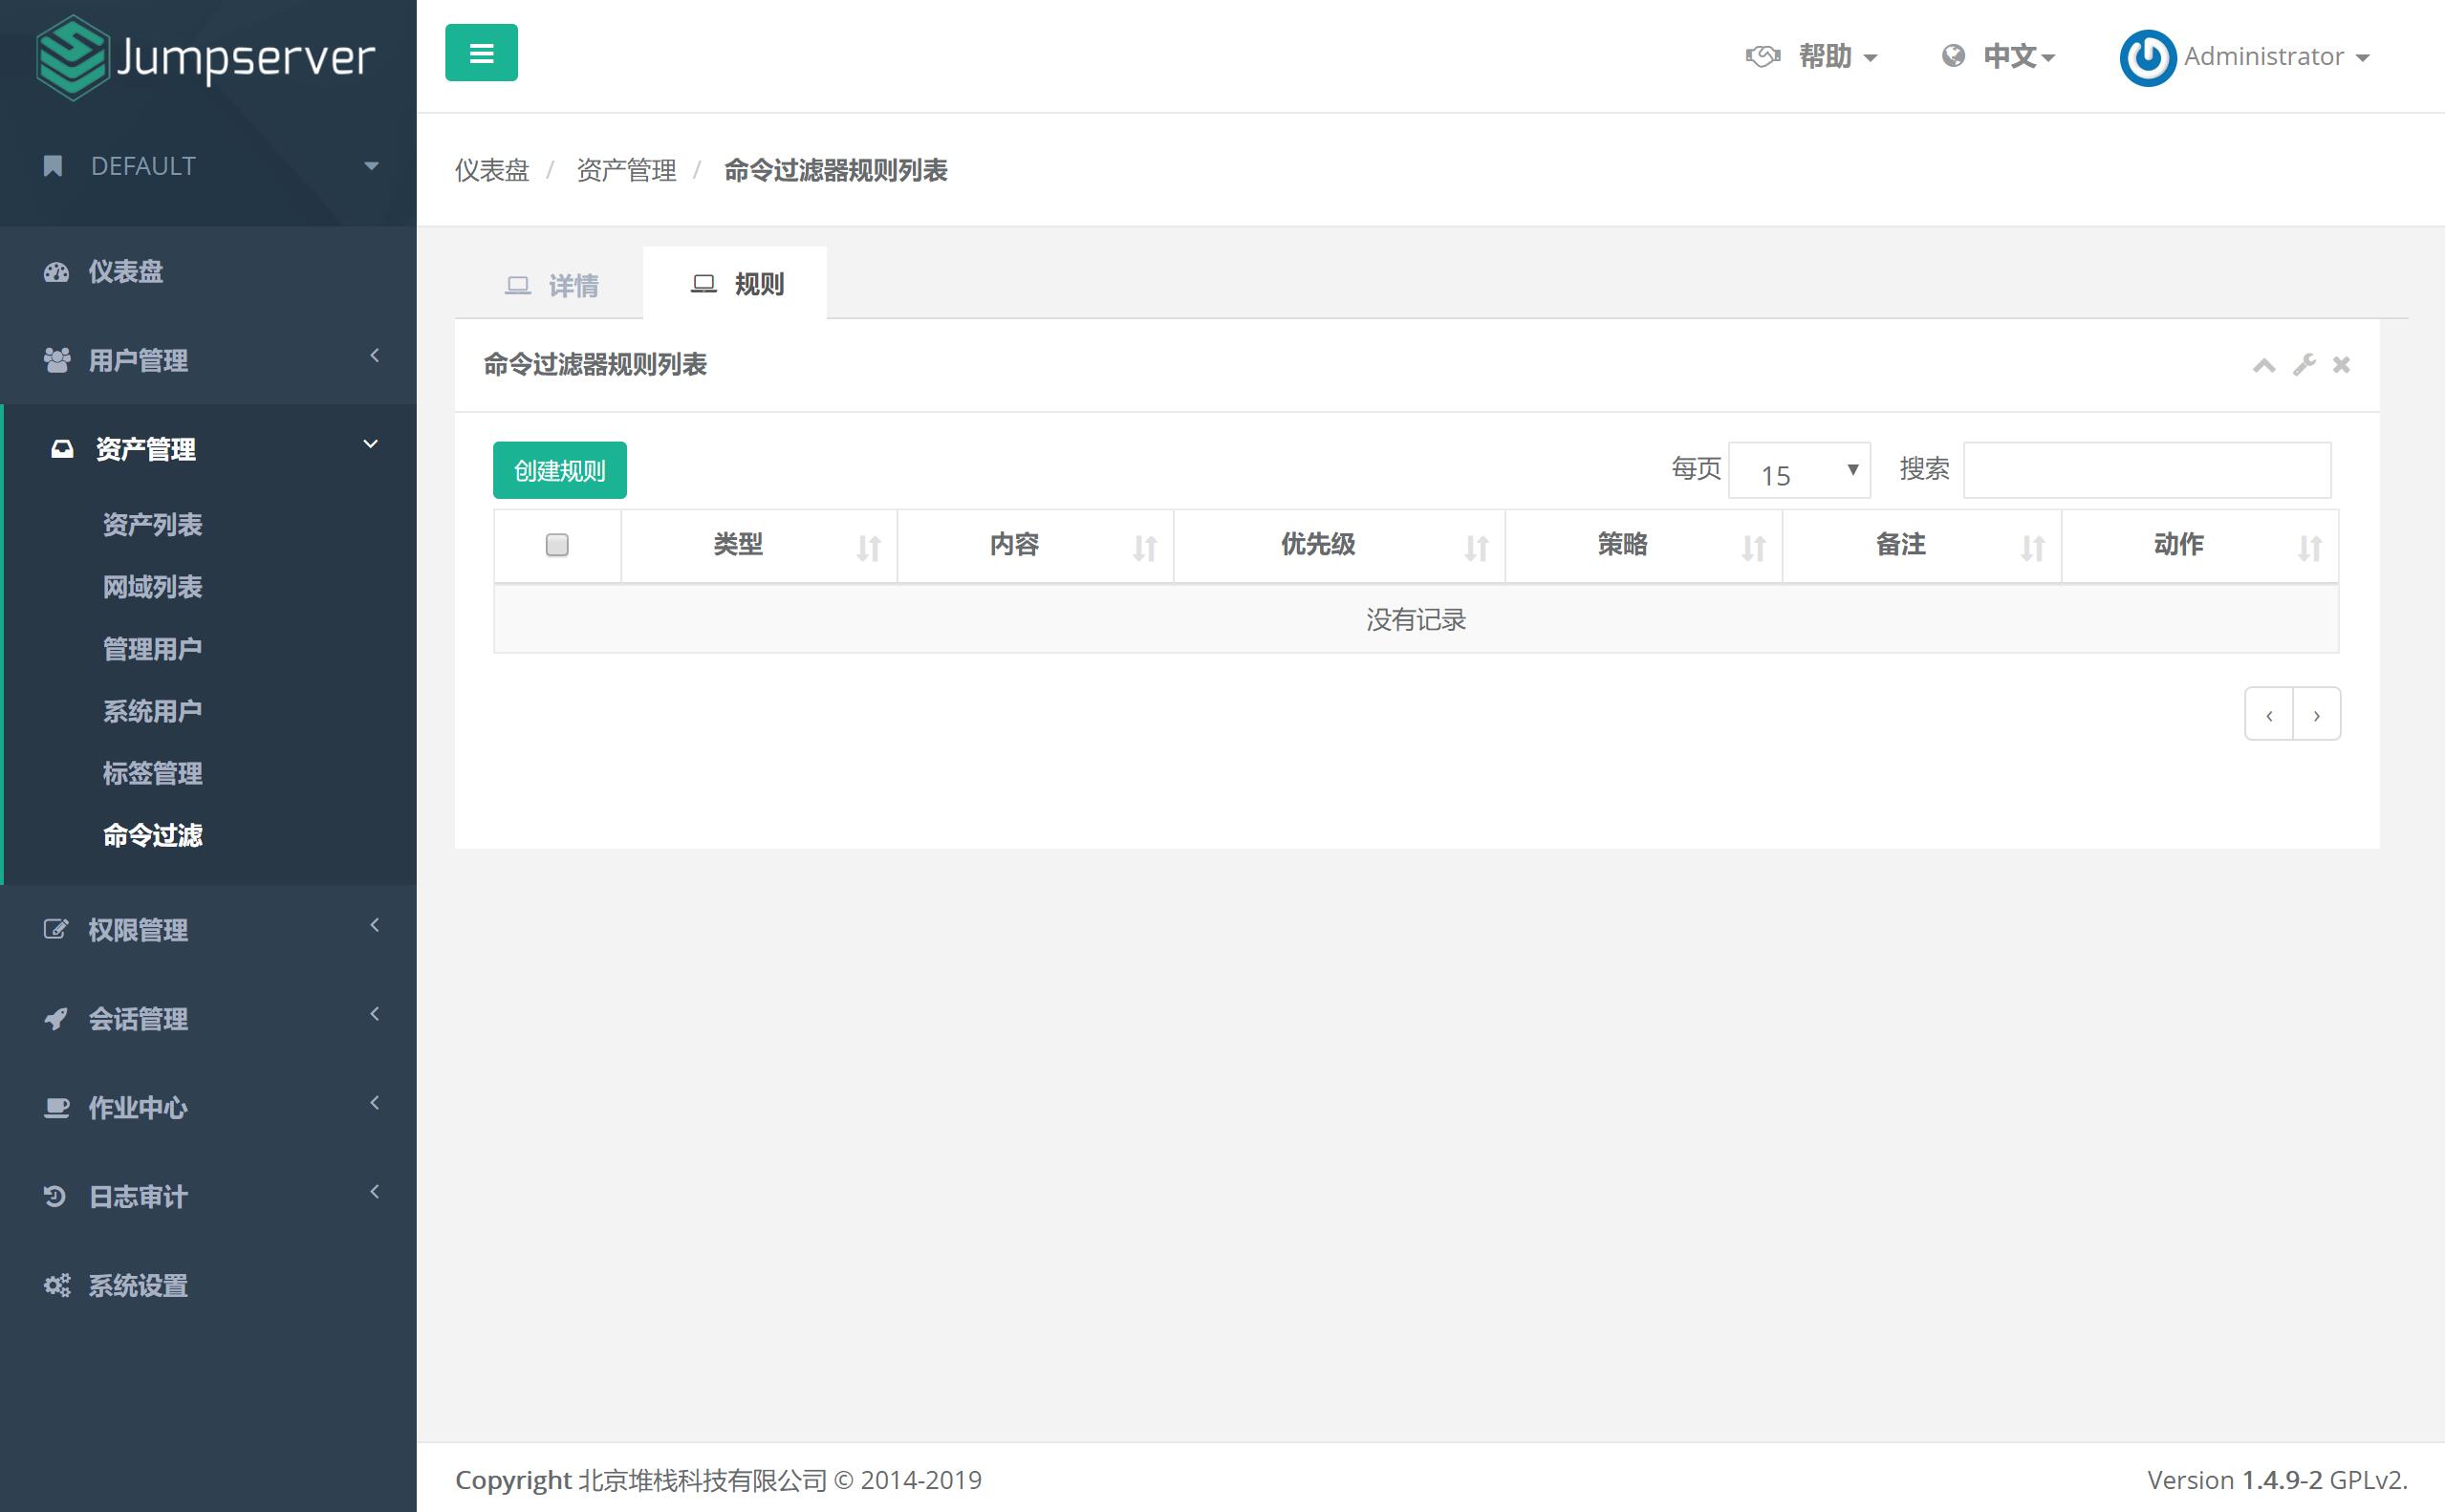 Jumpserver
帮助
中文
Administrator
DEFAULT
仪表盘 / 资产管理 / 命令过滤器规则列表
仪表盘
用户管理
资产管理
资产列表
网域列表
管理用户
系统用户
标签管理
命令过滤
权限管理
会话管理
作业中心
日志审计
系统设置
详情
规则
命令过滤器规则列表
创建规则
每页 15
搜索
类型 内容 优先级 策略 备注 动作
没有记录
‹ ›
Copyright 北京堆栈科技有限公司 © 2014-2019
Version 1.4.9-2 GPLv2.